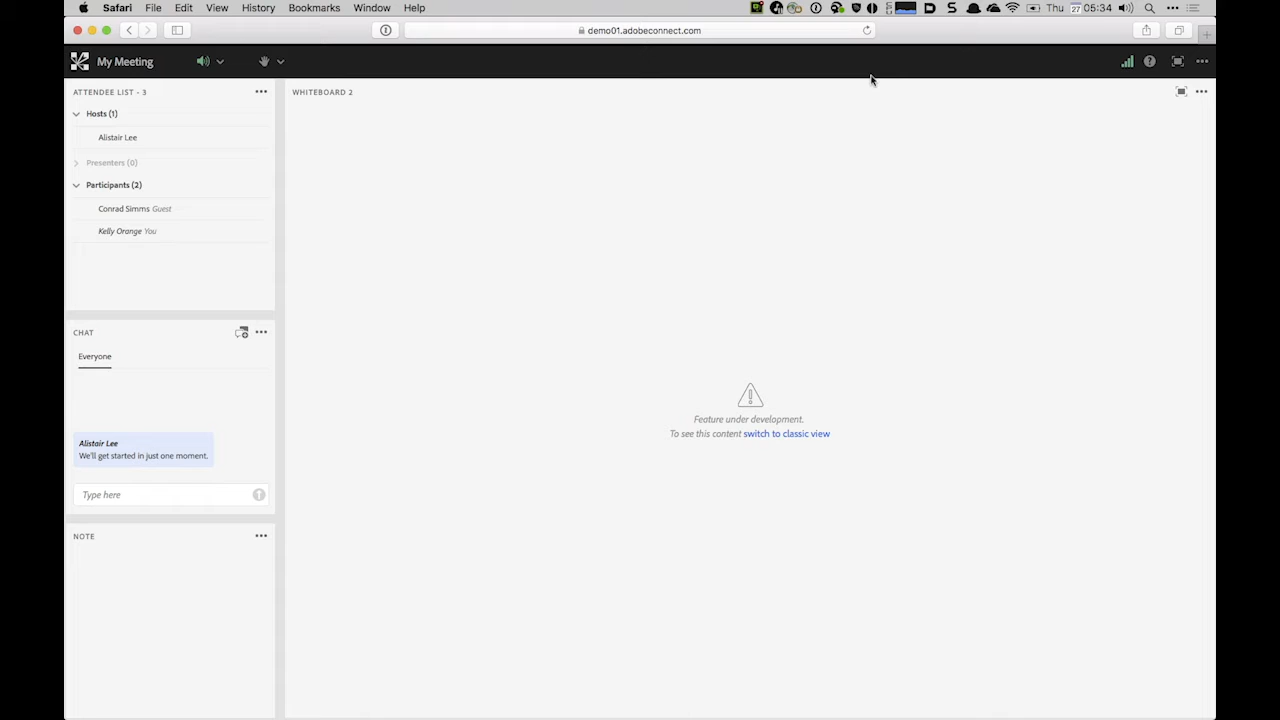 Safari File Edit View History Bookmarks Window Help Thu 27 05:34
demo01.adobeconnect.com
My Meeting
ATTENDEE LIST - 3
Hosts (1)
Alistair Lee
Presenters (0)
Participants (2)
Conrad Simms Guest
Kelly Orange You
CHAT
Everyone
Alistair Lee
We'll get started in just one moment.
Type here
NOTE
WHITEBOARD 2
Feature under development.
To see this content switch to classic view